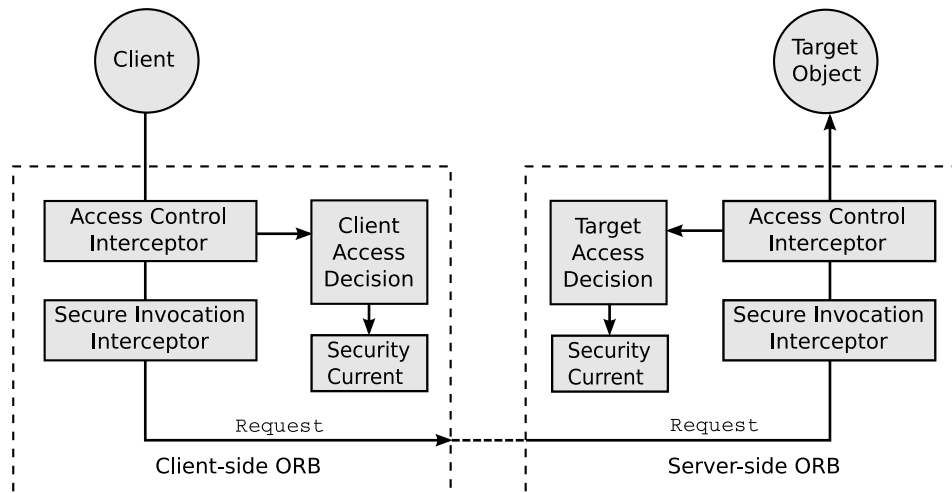 Client
Target
Object
Access Control
Interceptor
Client
Access
Decision
Target
Access
Decision
Access Control
Interceptor
Secure Invocation
Interceptor
Security
Current
Security
Current
Secure Invocation
Interceptor
Request
Request
Client-side ORB
Server-side ORB